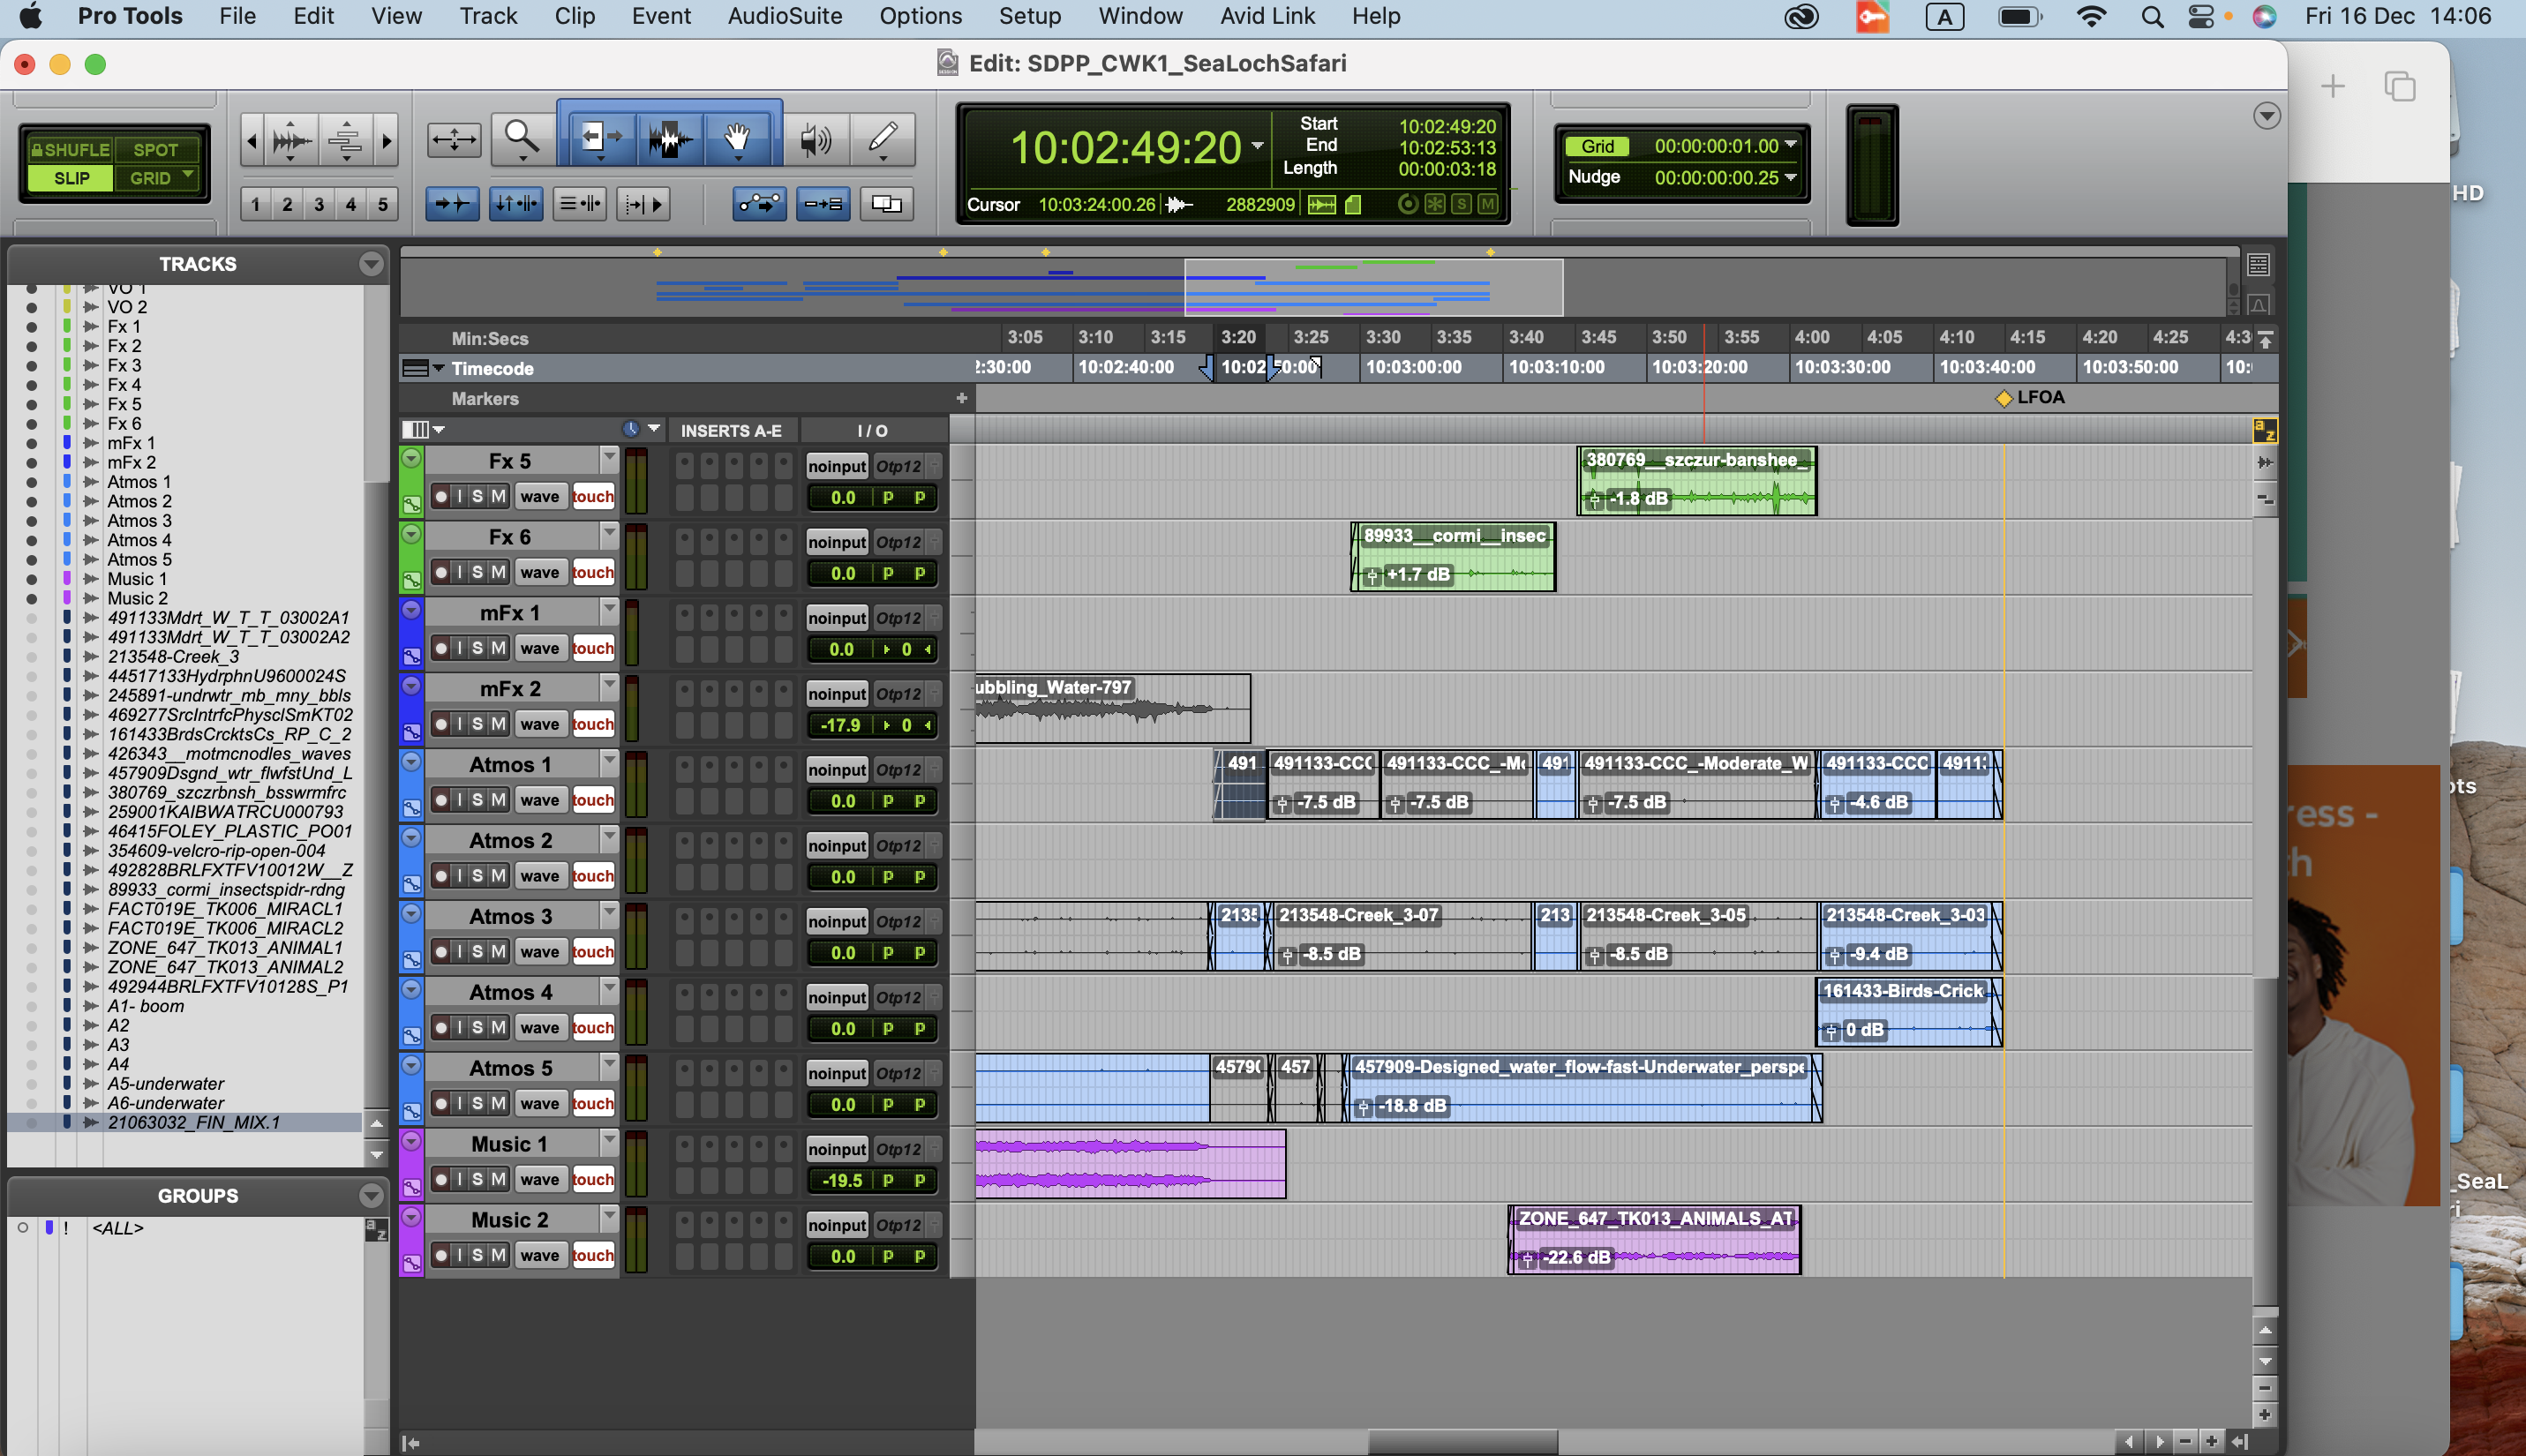 Pro Tools File Edit View Track Clip Event AudioSuite Options Setup Window Avid Link Help A Fri 16 Dec 14:06
Edit: SDPP_CWK1_SeaLochSafari
SHUFLE SPOT
SLIP GRID
1 2 3 4 5
10:02:49:20
Start 10:02:49:20
End 10:02:53:13
Length 00:00:03:18
Cursor 10:03:24:00.26 2882909 S M
Grid 00:00:00:01.00
Nudge 00:00:00:00.25
HD
TRACKS
VO 1
VO 2
Fx 1
Fx 2
Fx 3
Fx 4
Fx 5
Fx 6
mFx 1
mFx 2
Atmos 1
Atmos 2
Atmos 3
Atmos 4
Atmos 5
Music 1
Music 2
491133Mdrt_W_T_T_03002A1
491133Mdrt_W_T_T_03002A2
213548-Creek_3
44517133HydrphnU9600024S
245891-undrwtr_mb_mny_bbls
469277SrcIntrfcPhysclSmKT02
161433BrdsCrcktsCs_RP_C_2
426343__motmcnodles_waves
457909Dsgnd_wtr_flwfstUnd_L
380769_szczrbnsh_bsswrmfrc
259001KAIBWATRCU000793
46415FOLEY_PLASTIC_PO01
354609-velcro-rip-open-004
492828BRLFXTFV10012W__Z
89933_cormi_insectspidr-rdng
FACT019E_TK006_MIRACL1
FACT019E_TK006_MIRACL2
ZONE_647_TK013_ANIMAL1
ZONE_647_TK013_ANIMAL2
492944BRLFXTFV10128S_P1
A1- boom
A2
A3
A4
A5-underwater
A6-underwater
21063032_FIN_MIX.1
GROUPS
! <ALL> a z
Min:Secs 3:05 3:10 3:15 3:20 3:25 3:30 3:35 3:40 3:45 3:50 3:55 4:00 4:05 4:10 4:15 4:20 4:25 4:3
Timecode 2:30:00 10:02:40:00 10:02 50:00 10:03:00:00 10:03:10:00 10:03:20:00 10:03:30:00 10:03:40:00 10:03:50:00 10:
Markers + LFOA
INSERTS A-E I / O a z
Fx 5 noinput Otp12 380769__szczur-banshee_
I S M wave touch 0.0 P P -1.8 dB
Fx 6 noinput Otp12 89933__cormi__insec
I S M wave touch 0.0 P P +1.7 dB
mFx 1 noinput Otp12
I S M wave touch 0.0 0
mFx 2 noinput Otp12 ubbling_Water-797
I S M wave touch -17.9 0
Atmos 1 noinput Otp12 491 491133-CCC 491133-CCC_-Mo 491 491133-CCC_-Moderate_W 491133-CCC 49113
I S M wave touch 0.0 P P -7.5 dB -7.5 dB -7.5 dB -4.6 dB
Atmos 2 noinput Otp12
I S M wave touch 0.0 P P
Atmos 3 noinput Otp12 2135 213548-Creek_3-07 213 213548-Creek_3-05 213548-Creek_3-03
I S M wave touch 0.0 P P -8.5 dB -8.5 dB -9.4 dB
Atmos 4 noinput Otp12 161433-Birds-Crick
I S M wave touch 0.0 P P 0 dB
Atmos 5 noinput Otp12 4579 457 457909-Designed_water_flow-fast-Underwater_perspe
I S M wave touch 0.0 P P -18.8 dB
Music 1 noinput Otp12
I S M wave touch -19.5 P P
Music 2 noinput Otp12 ZONE_647_TK013_ANIMALS_AT
I S M wave touch 0.0 P P -22.6 dB
ots
ress -
h
_SeaL
ri